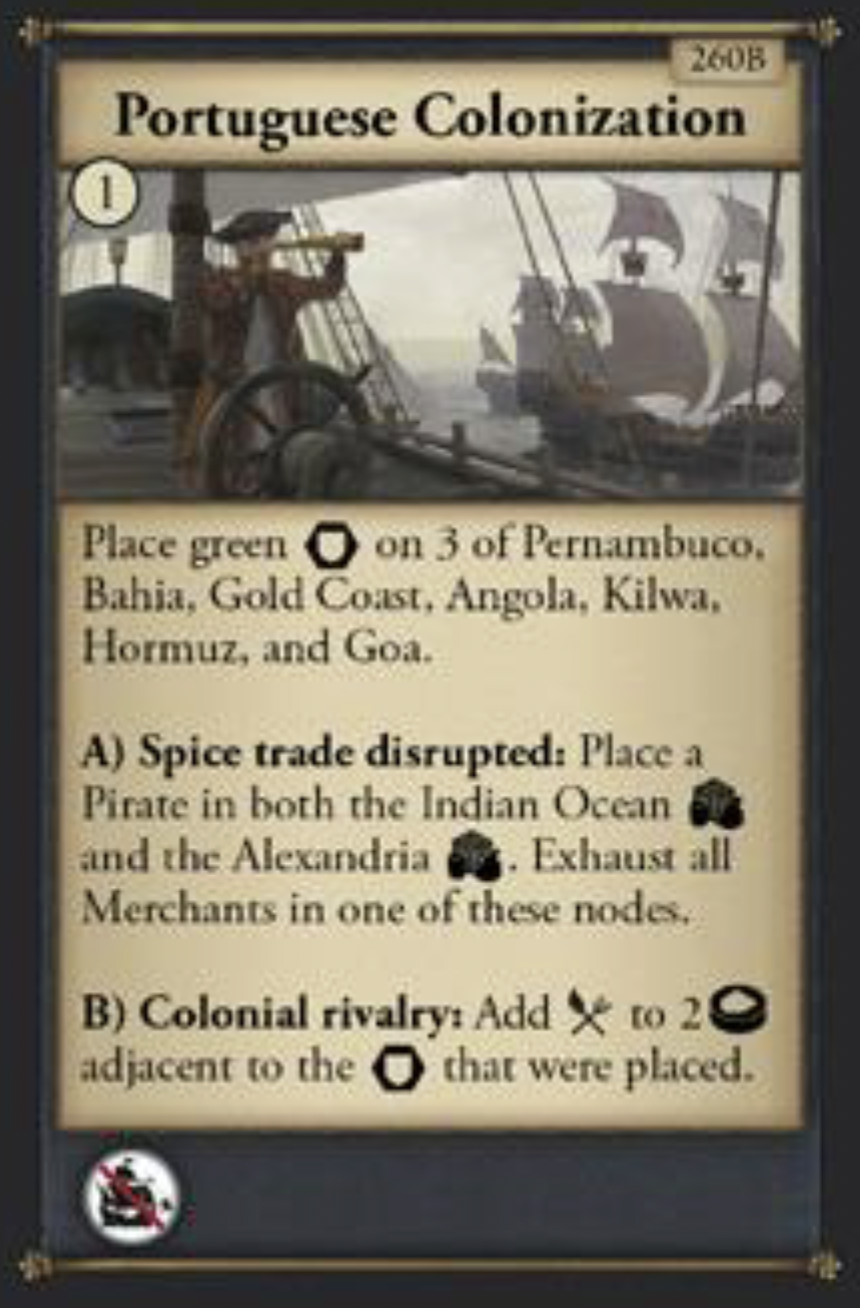 260B
Portuguese Colonization
1
Place green on 3 of Pernambuco,
Bahia, Gold Coast, Angola, Kilwa,
Hormuz, and Goa.
A) Spice trade disrupted: Place a
Pirate in both the Indian Ocean
and the Alexandria . Exhaust all
Merchants in one of these nodes.
B) Colonial rivalry: Add to 2
adjacent to the that were placed.